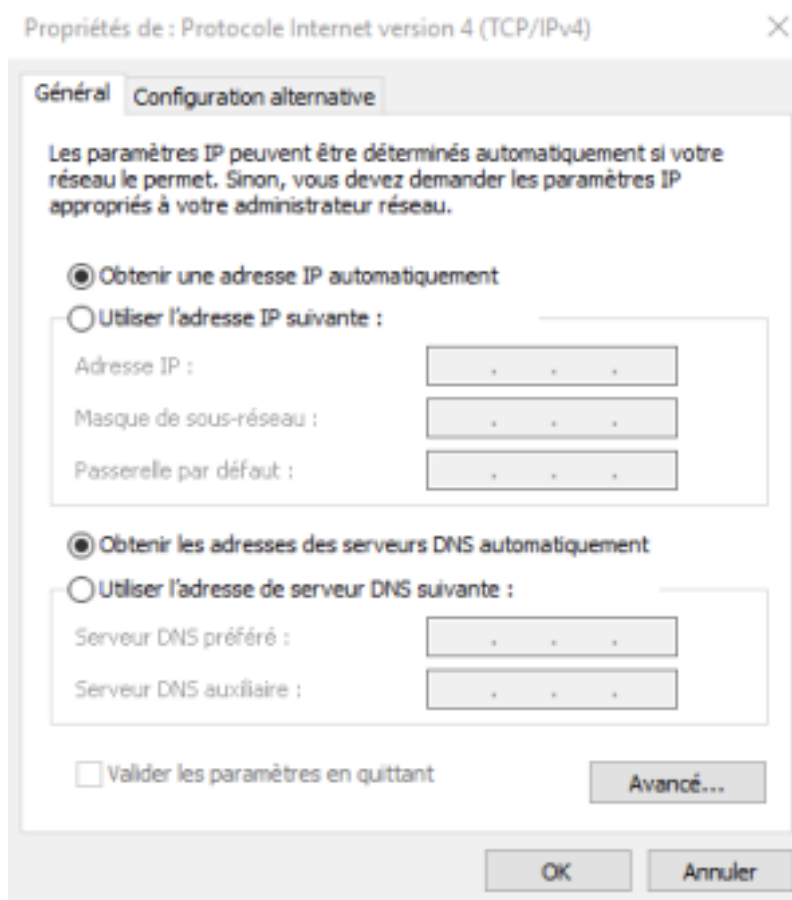 Propriétés de : Protocole Internet version 4 (TCP/IPv4)
Général
Configuration alternative
Les paramètres IP peuvent être déterminés automatiquement si votre
réseau le permet. Sinon, vous devez demander les paramètres IP
appropriés à votre administrateur réseau.
Obtenir une adresse IP automatiquement
Utiliser l'adresse IP suivante :
Adresse IP :
Masque de sous-réseau :
Passerelle par défaut :
Obtenir les adresses des serveurs DNS automatiquement
Utiliser l'adresse de serveur DNS suivante :
Serveur DNS préféré :
Serveur DNS auxiliaire :
Valider les paramètres en quittant
Avancé...
OK
Annuler